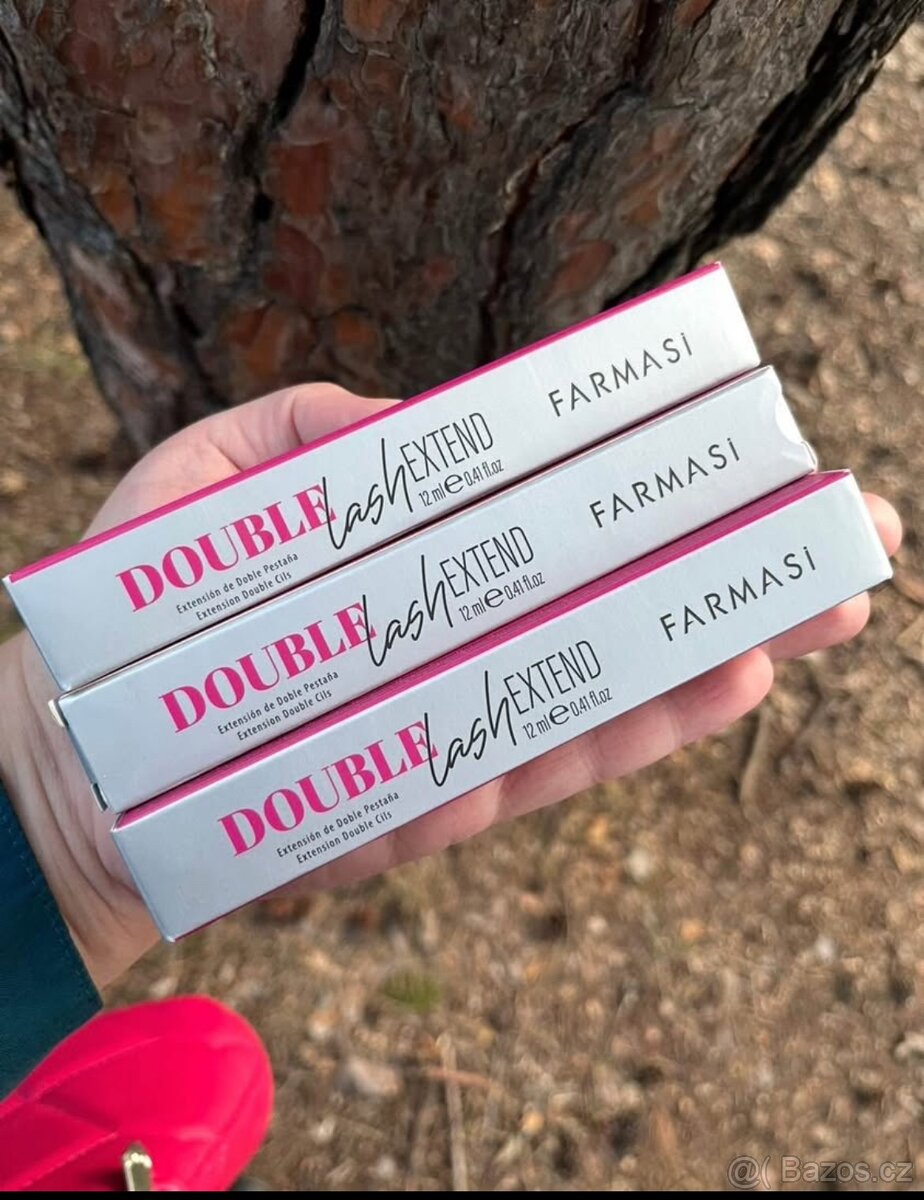 DOUBLE lash EXTEND FARMASi
12 ml e 0.41 fl.oz
Extensión de Doble Pestaña
Extension Double Cils
DOUBLE lash EXTEND FARMASi
12 ml e 0.41 fl.oz
Extensión de Doble Pestaña
Extension Double Cils
DOUBLE lash EXTEND FARMASi
12 ml e 0.41 fl.oz
Extensión de Doble Pestaña
Extension Double Cils
@( Bazos.cz